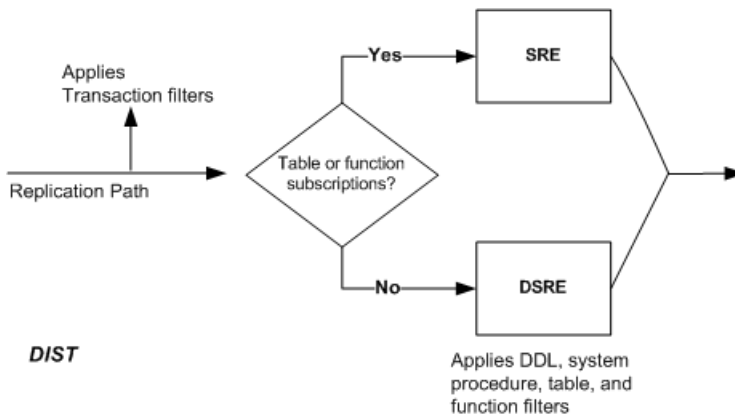 Applies
Transaction filters
Replication Path
Table or function
subscriptions?
Yes
SRE
No
DSRE
Applies DDL, system
procedure, table, and
function filters
DIST